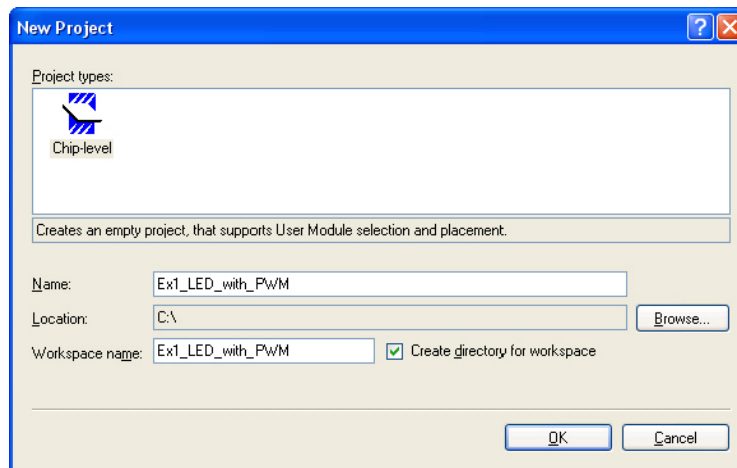 New Project
Project types:
Chip-level
Creates an empty project, that supports User Module selection and placement.
Name: Ex1_LED_with_PWM
Location: C:\ Browse...
Workspace name: Ex1_LED_with_PWM Create directory for workspace
OK Cancel